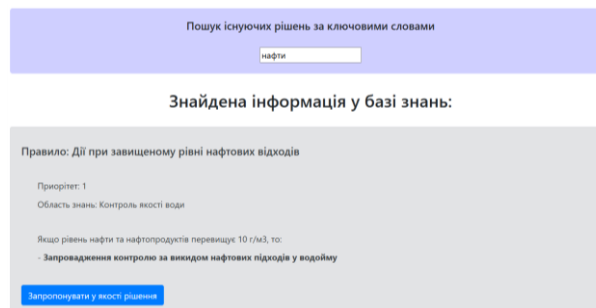 Пошук існуючих рішень за ключовими словами
нафти
Знайдена інформація у базі знань:
Правило: Дії при завищеному рівні нафтових відходів
Приорітет: 1
Область знань: Контроль якості води
Якщо рівень нафти та нафтопродуктів перевищує 10 г/м3, то:
- Запровадження контролю за викидом нафтових підходів у водойму
Запропонувати у якості рішення